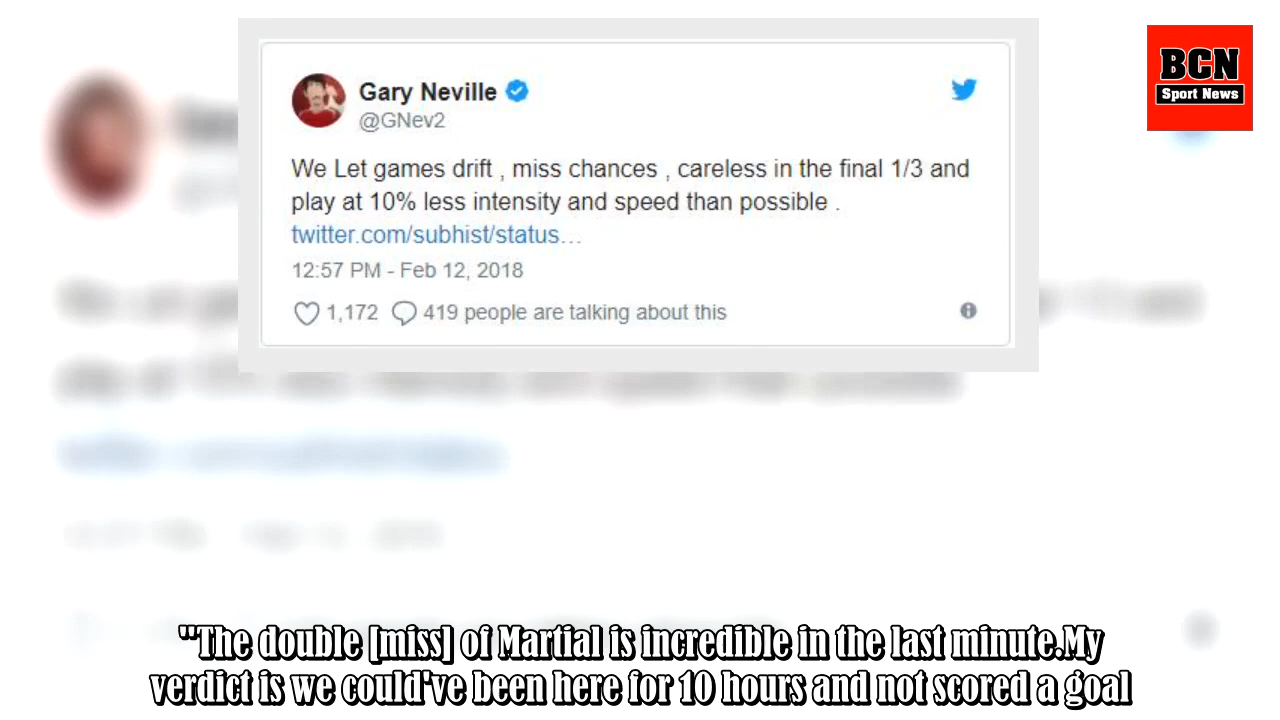 BCN
Sport News
Gary Neville
@GNev2
We Let games drift , miss chances , careless in the final 1/3 and
play at 10% less intensity and speed than possible .
twitter.com/subhist/status…
12:57 PM - Feb 12, 2018
1,172 419 people are talking about this
"The double [miss] of Martial is incredible in the last minute.My
verdict is we could've been here for 10 hours and not scored a goal